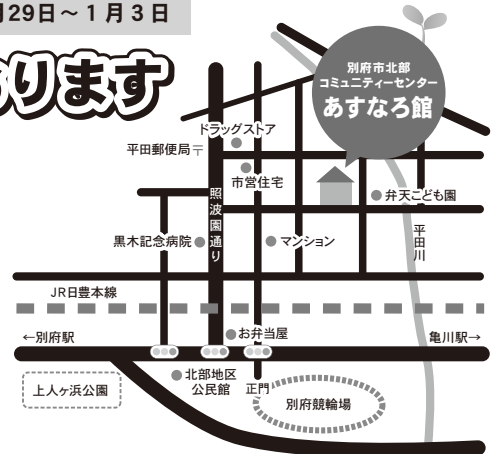 月29日～１月３日
ります
別府市北部
コミュニティーセンター
あすなろ館
ドラッグストア
平田郵便局〒
市営住宅
弁天こども園
照波園通り
平田川
黒木記念病院
マンション
JR日豊本線
←別府駅
お弁当屋
亀川駅→
上人ヶ浜公園
北部地区
公民館
正門
別府競輪場